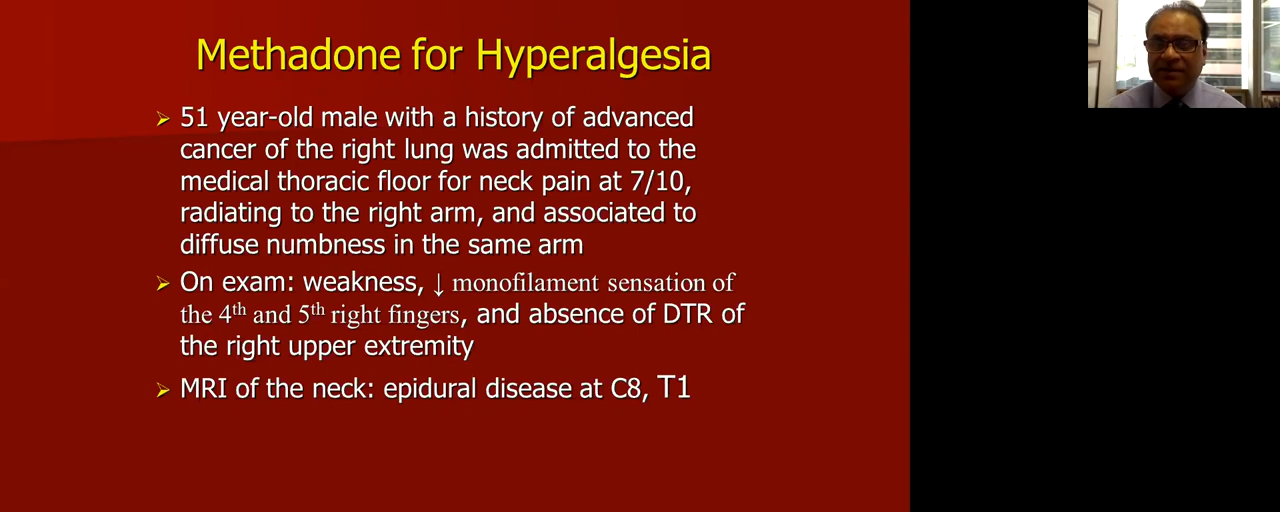 Methadone for Hyperalgesia
➢ 51 year-old male with a history of advanced
cancer of the right lung was admitted to the
medical thoracic floor for neck pain at 7/10,
radiating to the right arm, and associated to
diffuse numbness in the same arm
➢ On exam: weakness, ↓ monofilament sensation of
the 4th and 5th right fingers, and absence of DTR of
the right upper extremity
➢ MRI of the neck: epidural disease at C8, T1